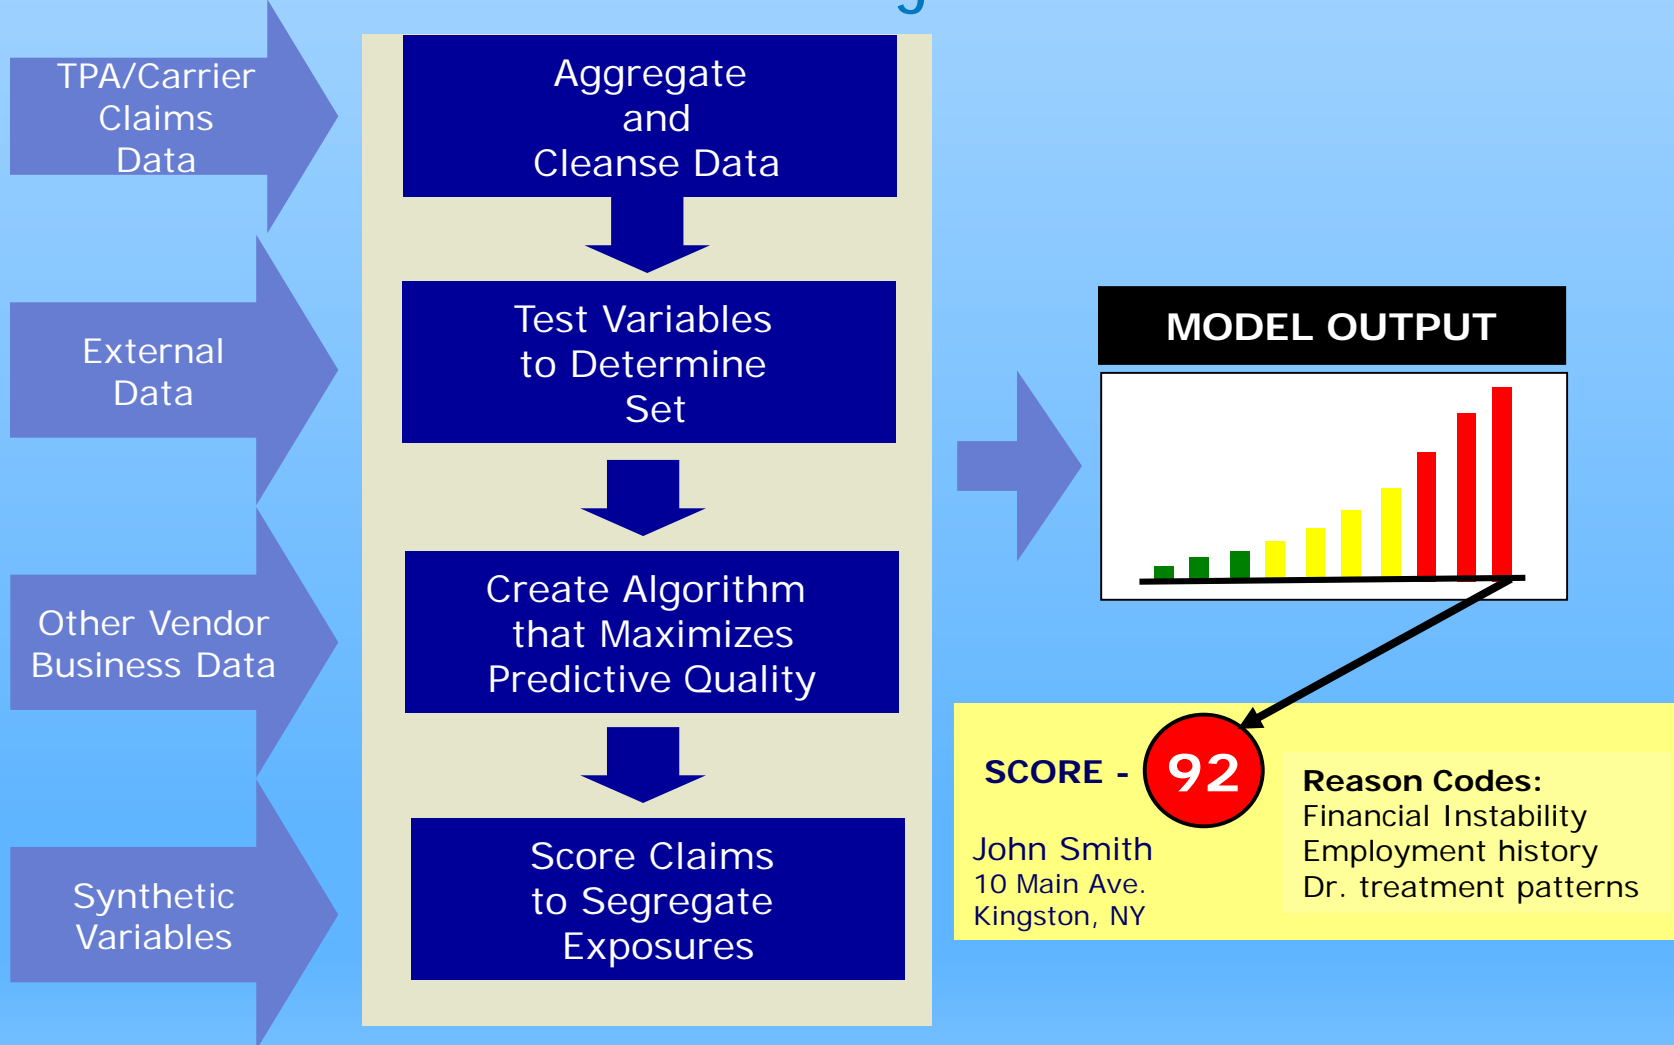 TPA/Carrier
Claims
Data
External
Data
Other Vendor
Business Data
Synthetic
Variables
Aggregate
and
Cleanse Data
Test Variables
to Determine
Set
Create Algorithm
that Maximizes
Predictive Quality
Score Claims
to Segregate
Exposures
MODEL OUTPUT
SCORE - 92
John Smith
10 Main Ave.
Kingston, NY
Reason Codes:
Financial Instability
Employment history
Dr. treatment patterns